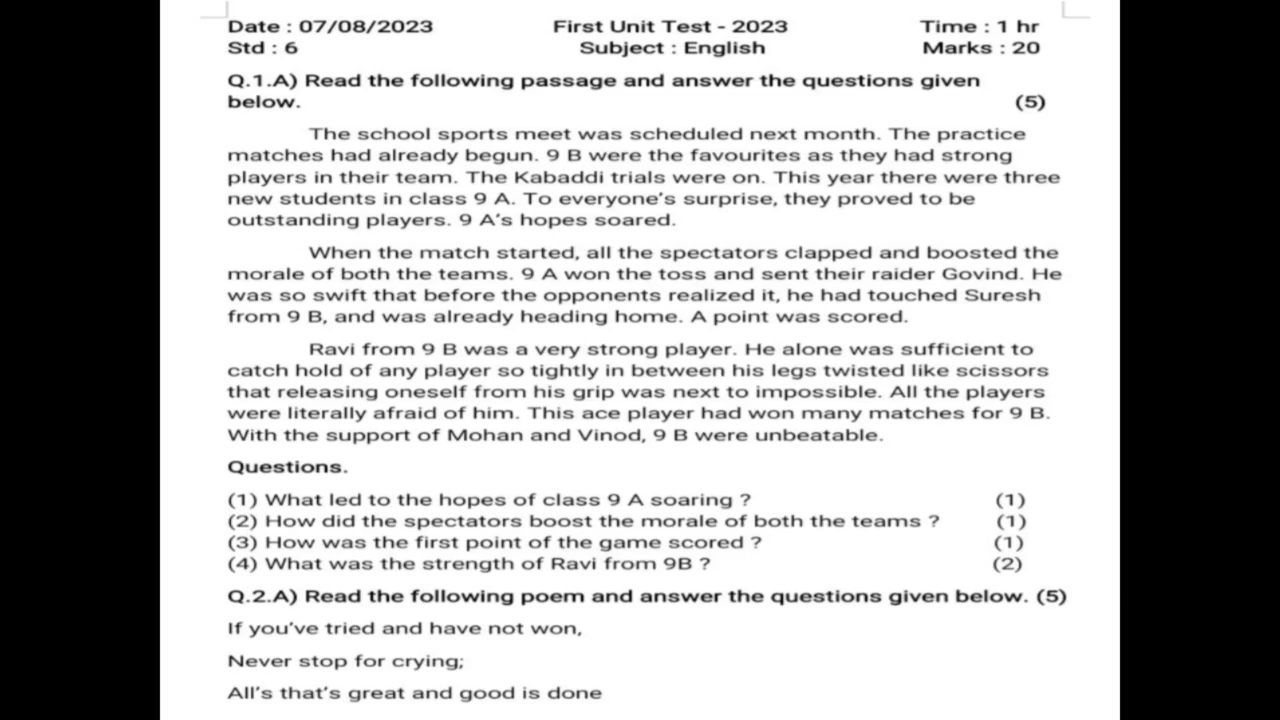 Date : 07/08/2023 First Unit Test - 2023 Time : 1 hr
Std : 6 Subject : English Marks : 20
Q.1.A) Read the following passage and answer the questions given
below. (5)
The school sports meet was scheduled next month. The practice
matches had already begun. 9 B were the favourites as they had strong
players in their team. The Kabaddi trials were on. This year there were three
new students in class 9 A. To everyone's surprise, they proved to be
outstanding players. 9 A's hopes soared.
When the match started, all the spectators clapped and boosted the
morale of both the teams. 9 A won the toss and sent their raider Govind. He
was so swift that before the opponents realized it, he had touched Suresh
from 9 B, and was already heading home. A point was scored.
Ravi from 9 B was a very strong player. He alone was sufficient to
catch hold of any player so tightly in between his legs twisted like scissors
that releasing oneself from his grip was next to impossible. All the players
were literally afraid of him. This ace player had won many matches for 9 B.
With the support of Mohan and Vinod, 9 B were unbeatable.
Questions.
(1) What led to the hopes of class 9 A soaring ? (1)
(2) How did the spectators boost the morale of both the teams ? (1)
(3) How was the first point of the game scored ? (1)
(4) What was the strength of Ravi from 9B ? (2)
Q.2.A) Read the following poem and answer the questions given below. (5)
If you've tried and have not won,
Never stop for crying;
All's that's great and good is done